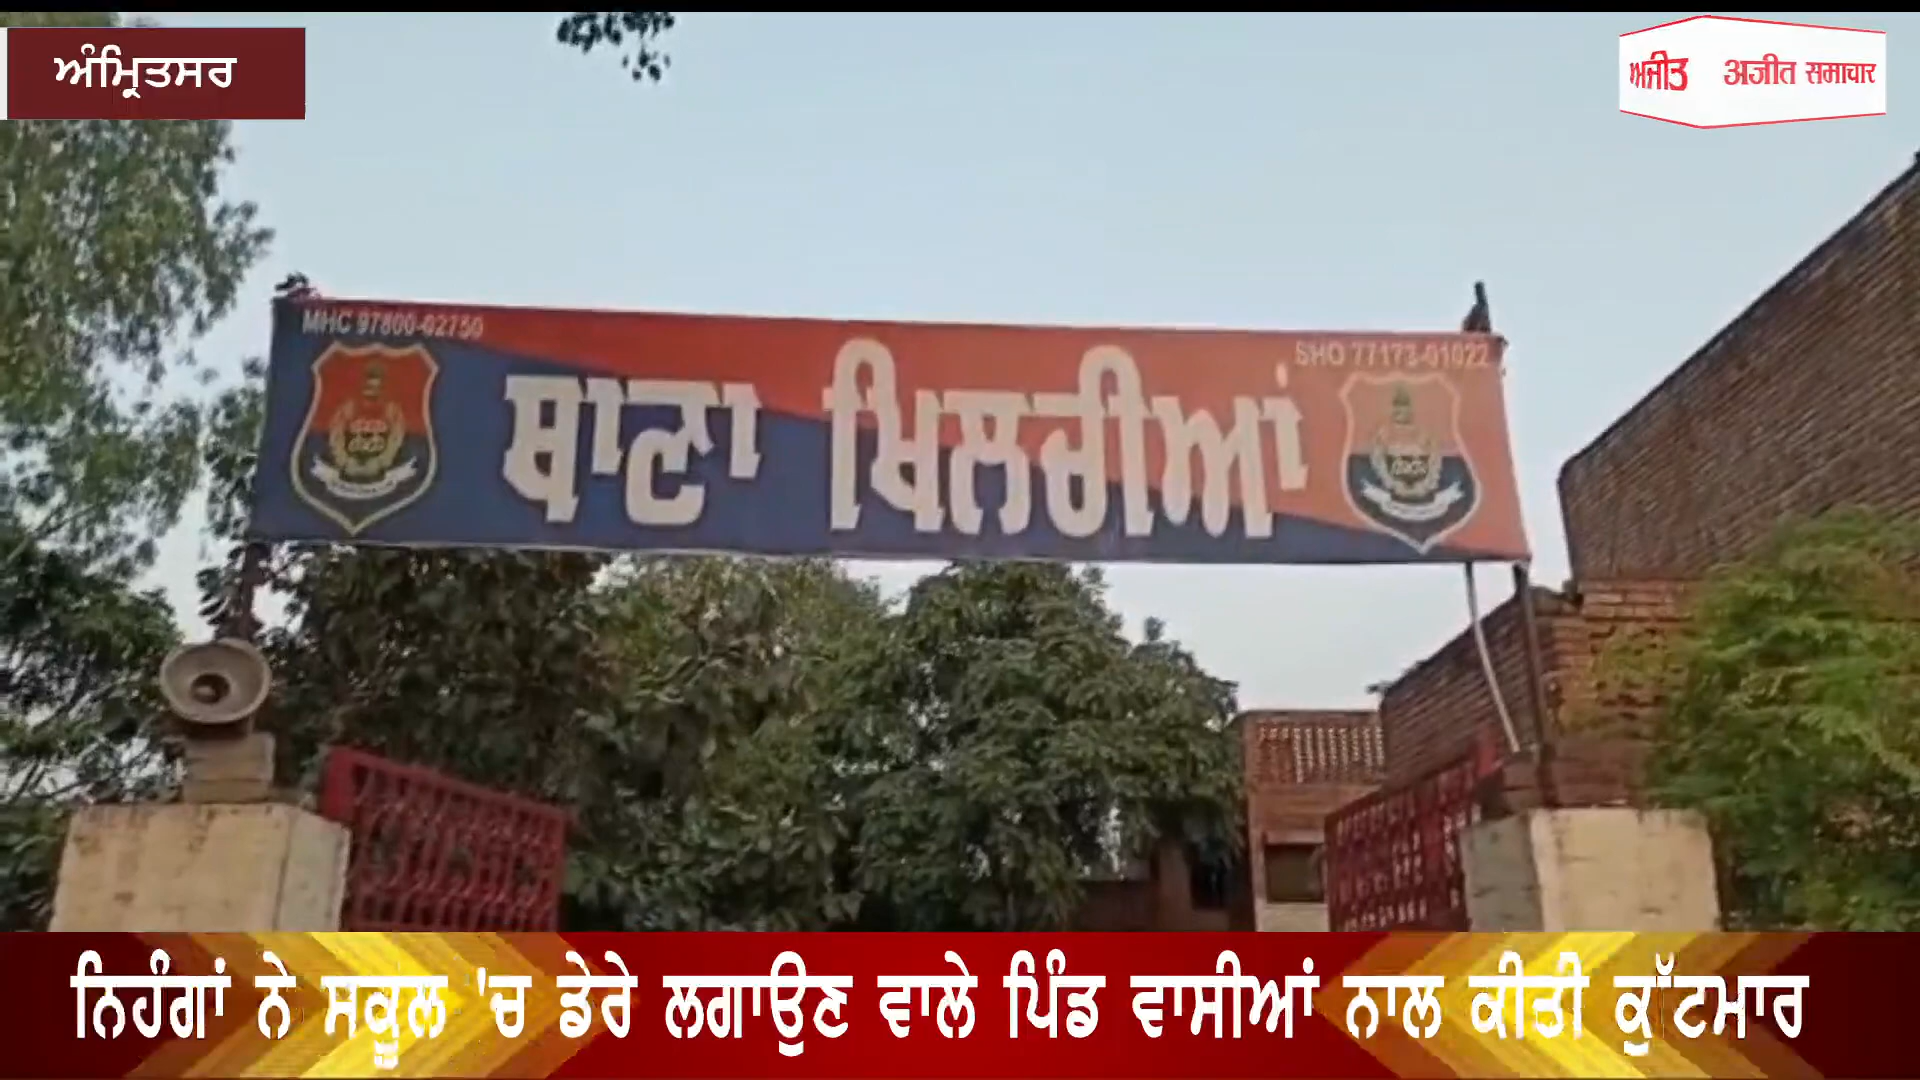 ਅੰਮ੍ਰਿਤਸਰ
ਅਜੀਤ अजीत समाचार
MHC 97800-02750
SHO 77173-01022
ਥਾਣਾ ਖਿਲਚੀਆਂ
ਨਿਹੰਗਾਂ ਨੇ ਸਕੂਲ 'ਚ ਡੇਰੇ ਲਗਾਉਣ ਵਾਲੇ ਪਿੰਡ ਵਾਸੀਆਂ ਨਾਲ ਕੀਤੀ ਕੁੱਟਮਾਰ